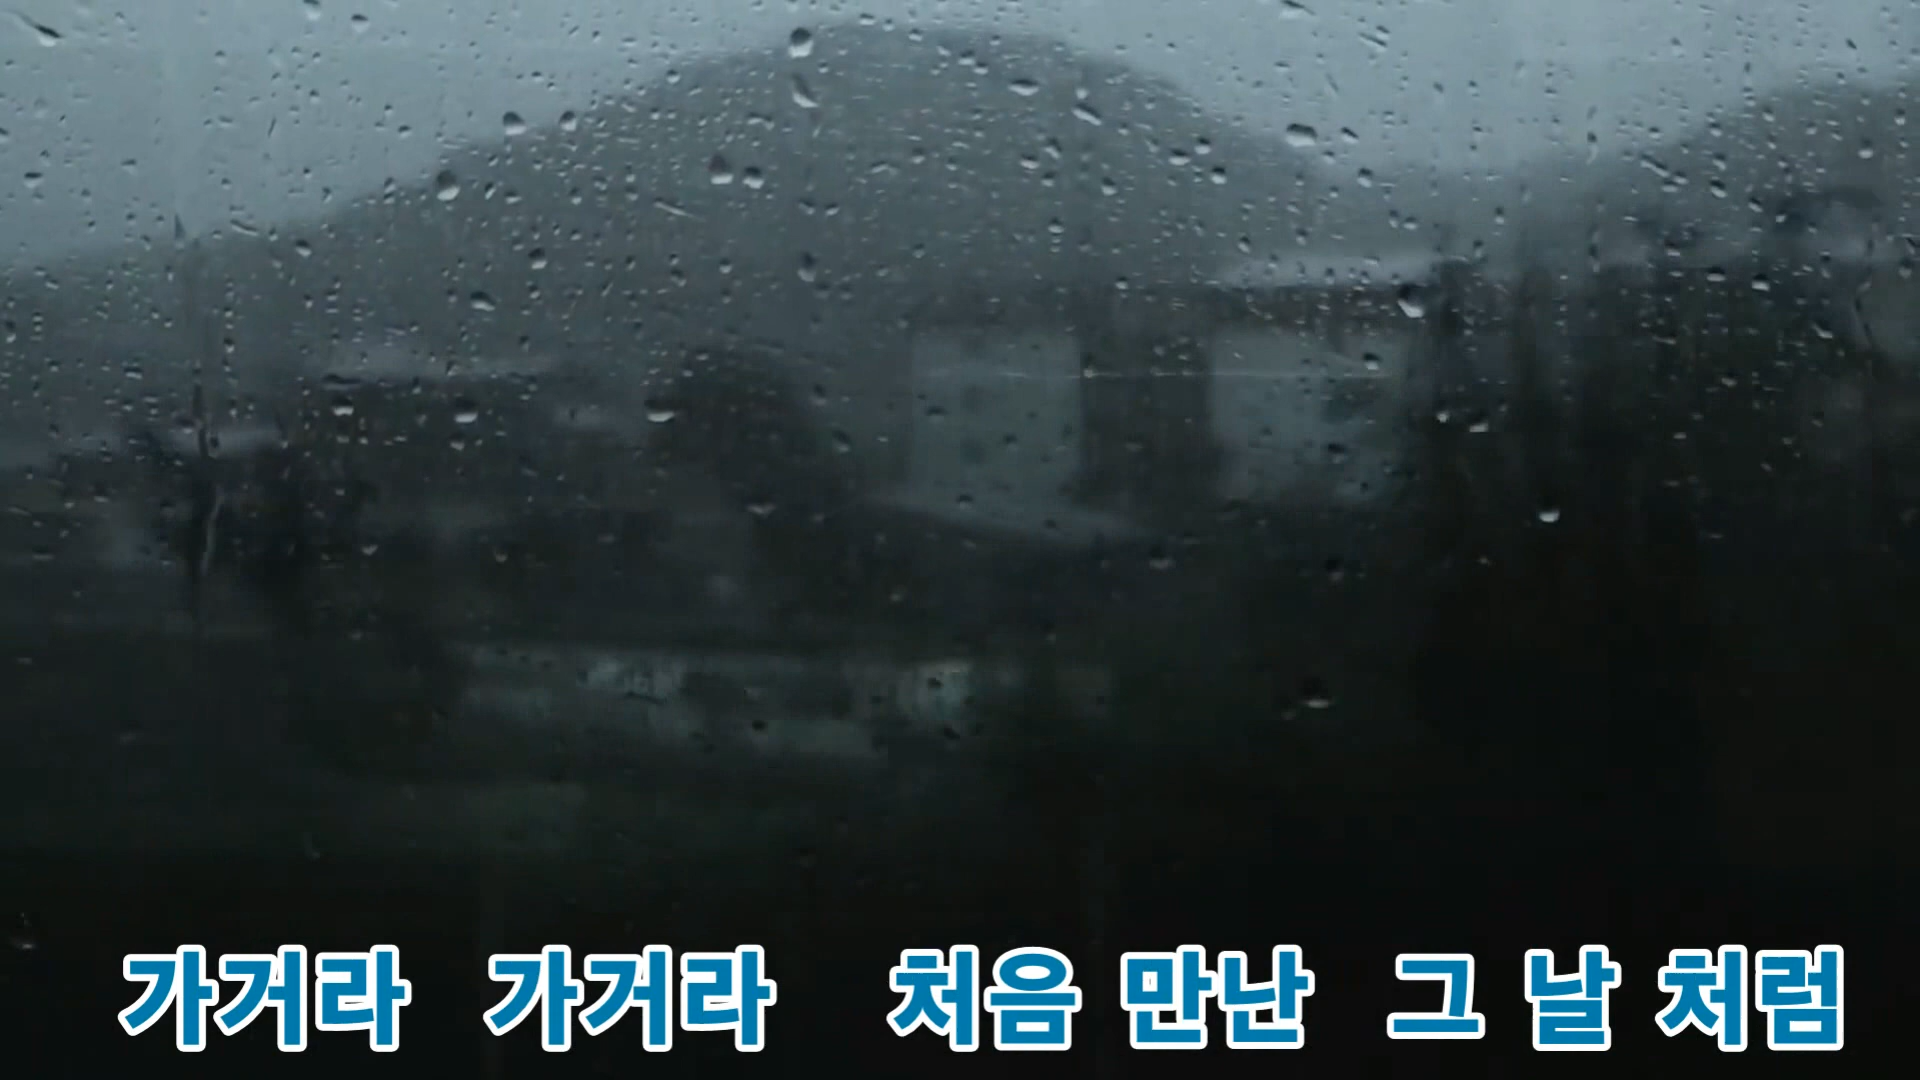 가거라 가거라 처음 만난 그 날 처럼